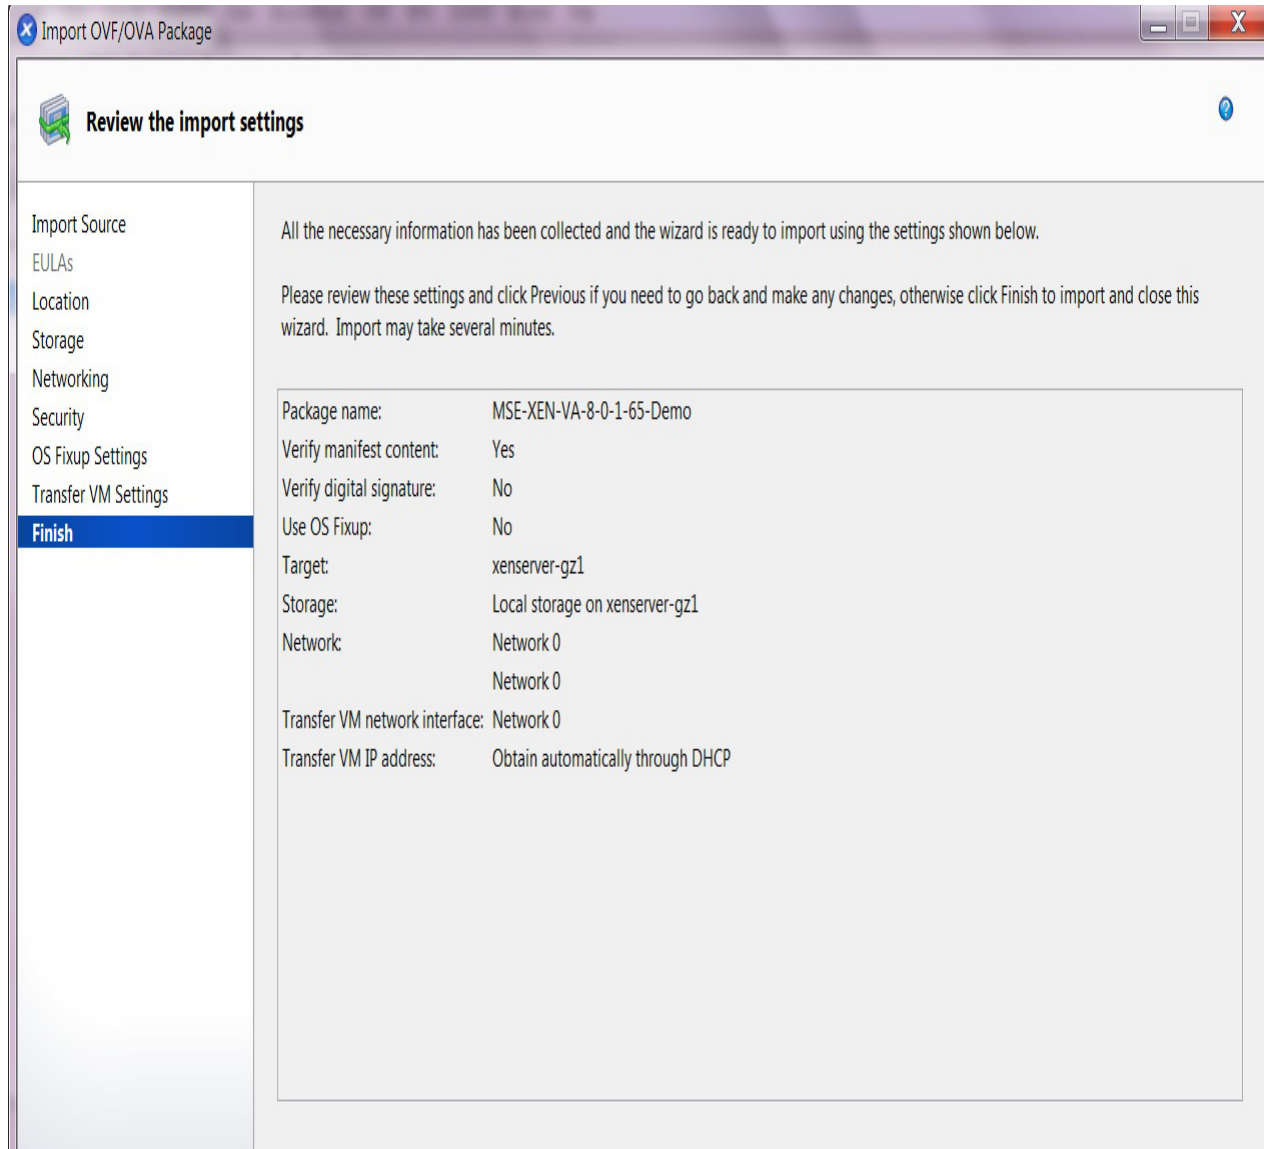 Import OVF/OVA Package
X
Review the import settings
?
Import Source
EULAs
Location
Storage
Networking
Security
OS Fixup Settings
Transfer VM Settings
Finish
All the necessary information has been collected and the wizard is ready to import using the settings shown below.
Please review these settings and click Previous if you need to go back and make any changes, otherwise click Finish to import and close this
wizard. Import may take several minutes.
Package name: MSE-XEN-VA-8-0-1-65-Demo
Verify manifest content: Yes
Verify digital signature: No
Use OS Fixup: No
Target: xenserver-gz1
Storage: Local storage on xenserver-gz1
Network: Network 0
Network 0
Transfer VM network interface: Network 0
Transfer VM IP address: Obtain automatically through DHCP